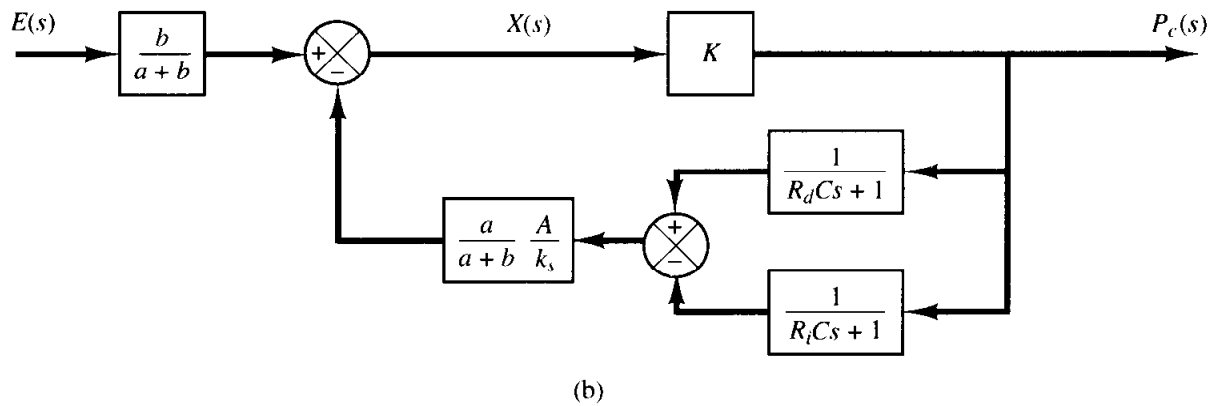 E(s)
b
a + b
+
−
X(s)
K
P_c(s)
1
R_dCs + 1
+
−
a A
a + b k_s
1
R_iCs + 1
(b)